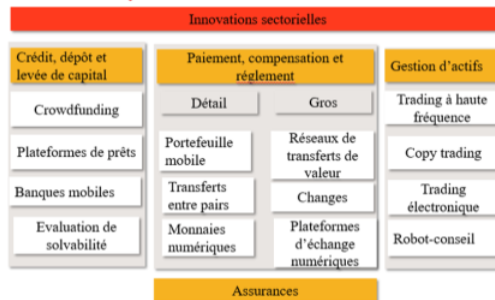 Innovations sectorielles
Crédit, dépôt et
levée de capital
Crowdfunding
Plateformes de prêts
Banques mobiles
Evaluation de
solvabilité
Paiement, compensation et
réglement
Détail
Portefeuille
mobile
Transferts
entre pairs
Monnaies
numériques
Gros
Réseaux de
transferts de
valeur
Changes
Plateformes
d'échange
numériques
Gestion d'actifs
Trading à haute
fréquence
Copy trading
Trading
électronique
Robot-conseil
Assurances